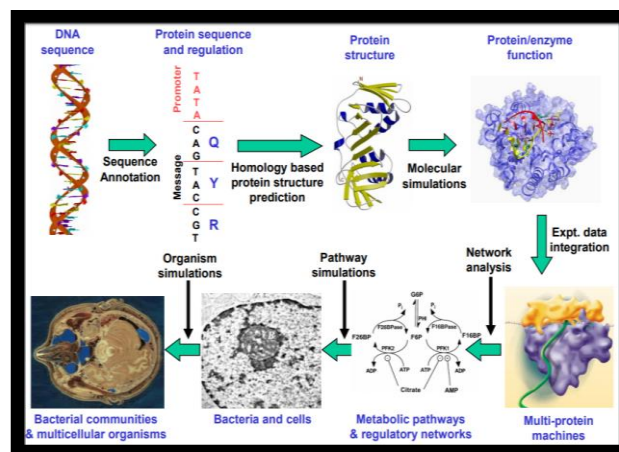 DNA
sequence
Protein sequence
and regulation
Protein
structure
Protein/enzyme
function
Promoter
T
A
T
A
Message
C
A
G
Q
T
A
C
Y
C
G
T
R
Sequence
Annotation
Homology based
protein structure
prediction
Molecular
simulations
Expt. data
integration
Organism
simulations
Pathway
simulations
Network
analysis
G6P
Pi
Pi
PHI
F26BPase
F16BPase
F26BP
F6P
F16BP
PFK2
PFK1
ADP
ATP
ATP
ADP
Citrate
AMP
Bacterial communities
& multicellular organisms
Bacteria and cells
Metabolic pathways
& regulatory networks
Multi-protein
machines